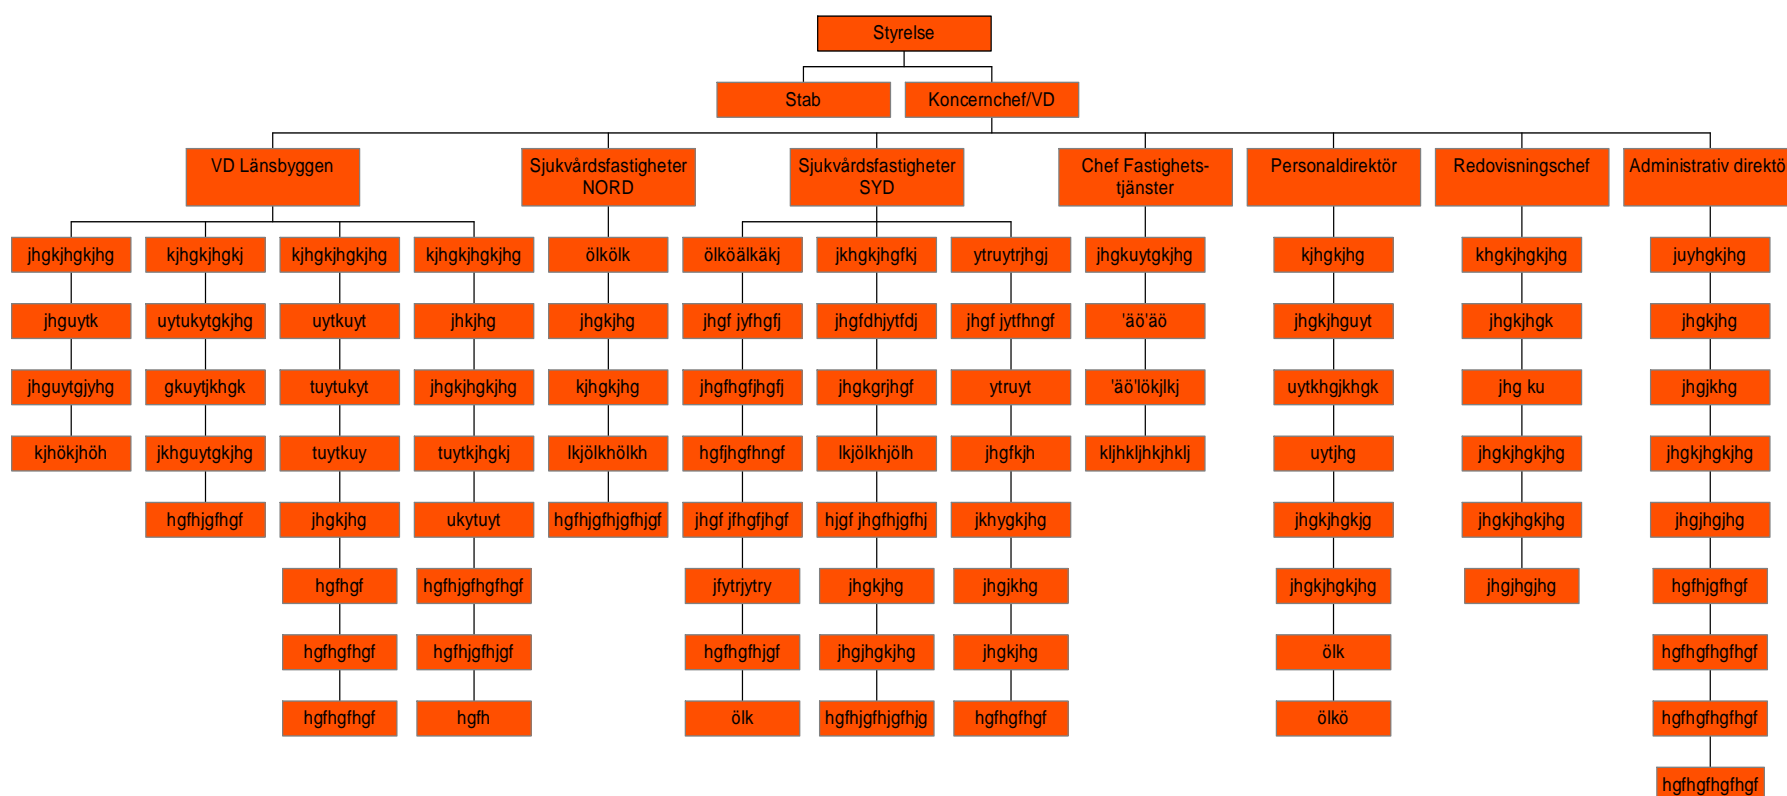 Styrelse
Stab
Koncernchef/VD
VD Länsbyggen
Sjukvårdsfastigheter
NORD
Sjukvårdsfastigheter
SYD
Chef Fastighets-
tjänster
Personaldirektör
Redovisningschef
Administrativ direktö
jhgkjhgkjhg
kjhgkjhgkj
kjhgkjhgkjhg
kjhgkjhgkjhg
ölkölk
ölköälkäkj
jkhgkjhgfkj
ytruytrjhgj
jhgkuytgkjhg
kjhgkjhg
khgkjhgkjhg
juyhgkjhg
jhguytk
uytukytgkjhg
uytkuyt
jhkjhg
jhgkjhg
jhgf jyfhgfj
jhgfdhjytfdj
jhgf jytfhngf
'äö'äö
jhgkjhguyt
jhgkjhgk
jhgkjhg
jhguytgjyhg
gkuytjkhgk
tuytukyt
jhgkjhgkjhg
kjhgkjhg
jhgfhgfjhgfj
jhgkgrjhgf
ytruyt
'äö'lökjlkj
uytkhgjkhgk
jhg ku
jhgjkhg
kjhökjhöh
jkhguytgkjhg
tuytkuy
tuytkjhgkj
lkjölkhölkh
hgfjhgfhngf
lkjölkhjölh
jhgfkjh
kljhkljhkjhklj
uytjhg
jhgkjhgkjhg
jhgkjhgkjhg
hgfhjgfhgf
jhgkjhg
ukytuyt
hgfhjgfhjgfhjgf
jhgf jfhgfjhgf
hjgf jhgfhjgfhj
jkhygkjhg
jhgkjhgkjg
jhgkjhgkjhg
jhgjhgjhg
hgfhgf
hgfhjgfhgfhgf
jfytrjytry
jhgkjhg
jhgjkhg
jhgkjhgkjhg
jhgjhgjhg
hgfhjgfhgf
hgfhgfhgf
hgfhjgfhjgf
hgfhgfhjgf
jhgjhgkjhg
jhgkjhg
ölk
hgfhgfhgfhgf
hgfhgfhgf
hgfh
ölk
hgfhjgfhjgfhjg
hgfhgfhgf
ölkö
hgfhgfhgfhgf
hgfhgfhgfhgf